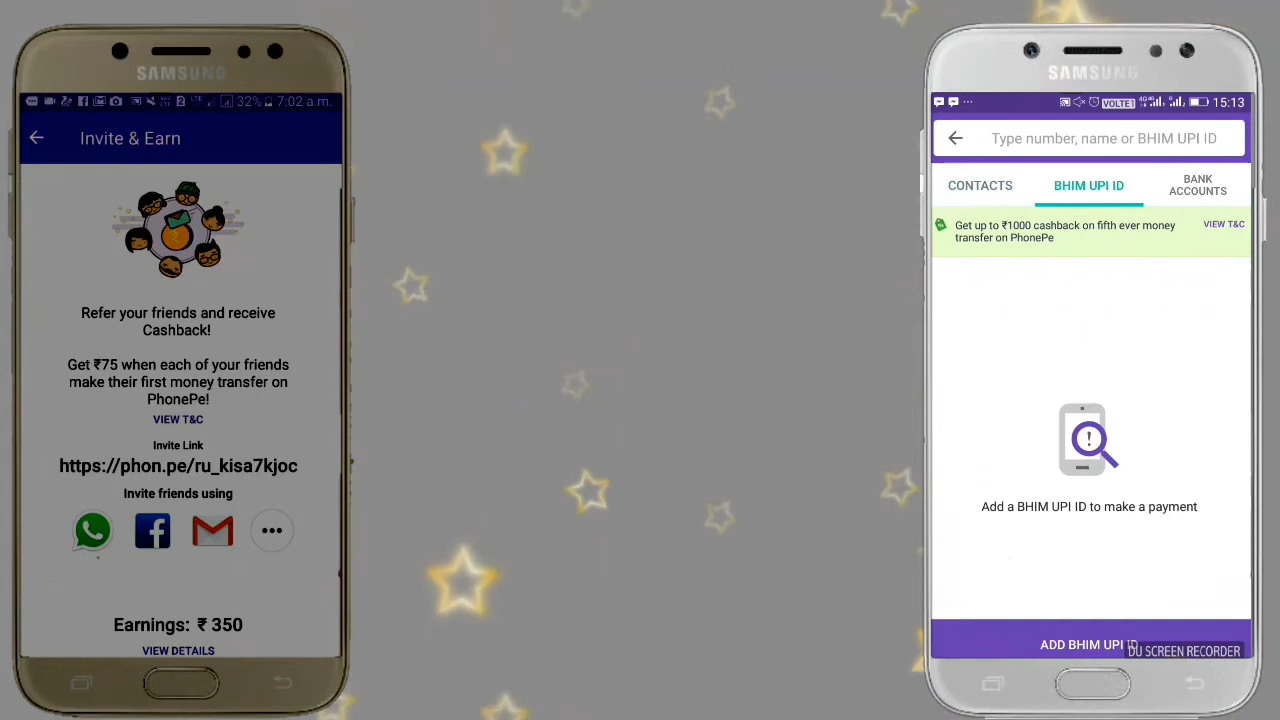 SAMSUNG
32% 7:02 a.m.
Invite & Earn
Refer your friends and receive
Cashback!
Get ₹75 when each of your friends
make their first money transfer on
PhonePe!
VIEW T&C
Invite Link
https://phon.pe/ru_kisa7kjoc
Invite friends using
Earnings: ₹ 350
VIEW DETAILS
SAMSUNG
VOLTE1 15:13
Type number, name or BHIM UPI ID
CONTACTS
BHIM UPI ID
BANK
ACCOUNTS
Get up to ₹1000 cashback on fifth ever money
transfer on PhonePe
VIEW T&C
Add a BHIM UPI ID to make a payment
ADD BHIM UPI ID
DU SCREEN RECORDER